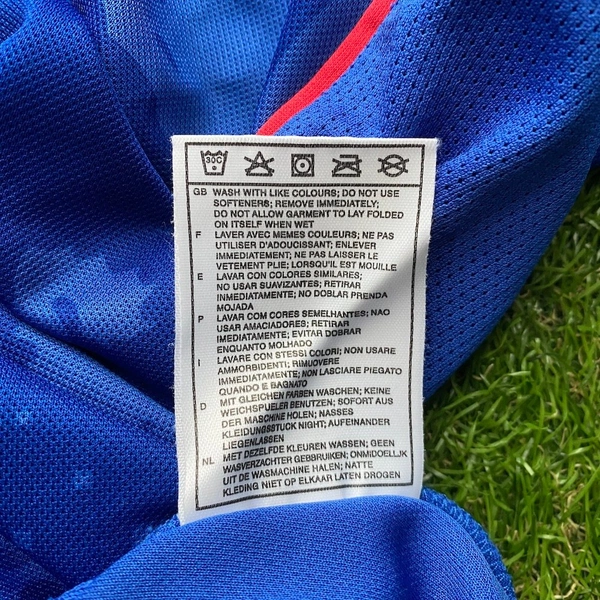 30C
GB WASH WITH LIKE COLOURS; DO NOT USE
SOFTENERS; REMOVE IMMEDIATELY;
DO NOT ALLOW GARMENT TO LAY FOLDED
ON ITSELF WHEN WET
F LAVER AVEC MEMES COULEURS; NE PAS
UTILISER D'ADOUCISSANT; ENLEVER
IMMEDIATEMENT; NE PAS LAISSER LE
VETEMENT PLIE; LORSQU'IL EST MOUILLE
E LAVAR CON COLORES SIMILARES;
NO USAR SUAVIZANTES; RETIRAR
INMEDIATAMENTE; NO DOBLAR PRENDA
MOJADA
P LAVAR COM CORES SEMELHANTES; NAO
USAR AMACIADORES; RETIRAR
IMEDIATAMENTE; EVITAR DOBRAR
ENQUANTO MOLHADO
I LAVARE CON STESSI COLORI; NON USARE
AMMORBIDENTI; RIMUOVERE
IMMEDIATAMENTE; NON LASCIARE PIEGATO
QUANDO E BAGNATO
D MIT GLEICHEN FARBEN WASCHEN; KEINE
WEICHSPUELER BENUTZEN; SOFORT AUS
DER MASCHINE HOLEN; NASSES
KLEIDUNGSSTUCK NIGHT; AUFEINANDER
LIEGENLASSEN
NL MET DEZELFDE KLEUREN WASSEN; GEEN
WASVERZACHTER GEBRUIKEN; ONMIDOELLIJK
UIT DE WASMACHINE HALEN; NATTE
KLEDING NIET OP ELKAAR LATEN DROGEN